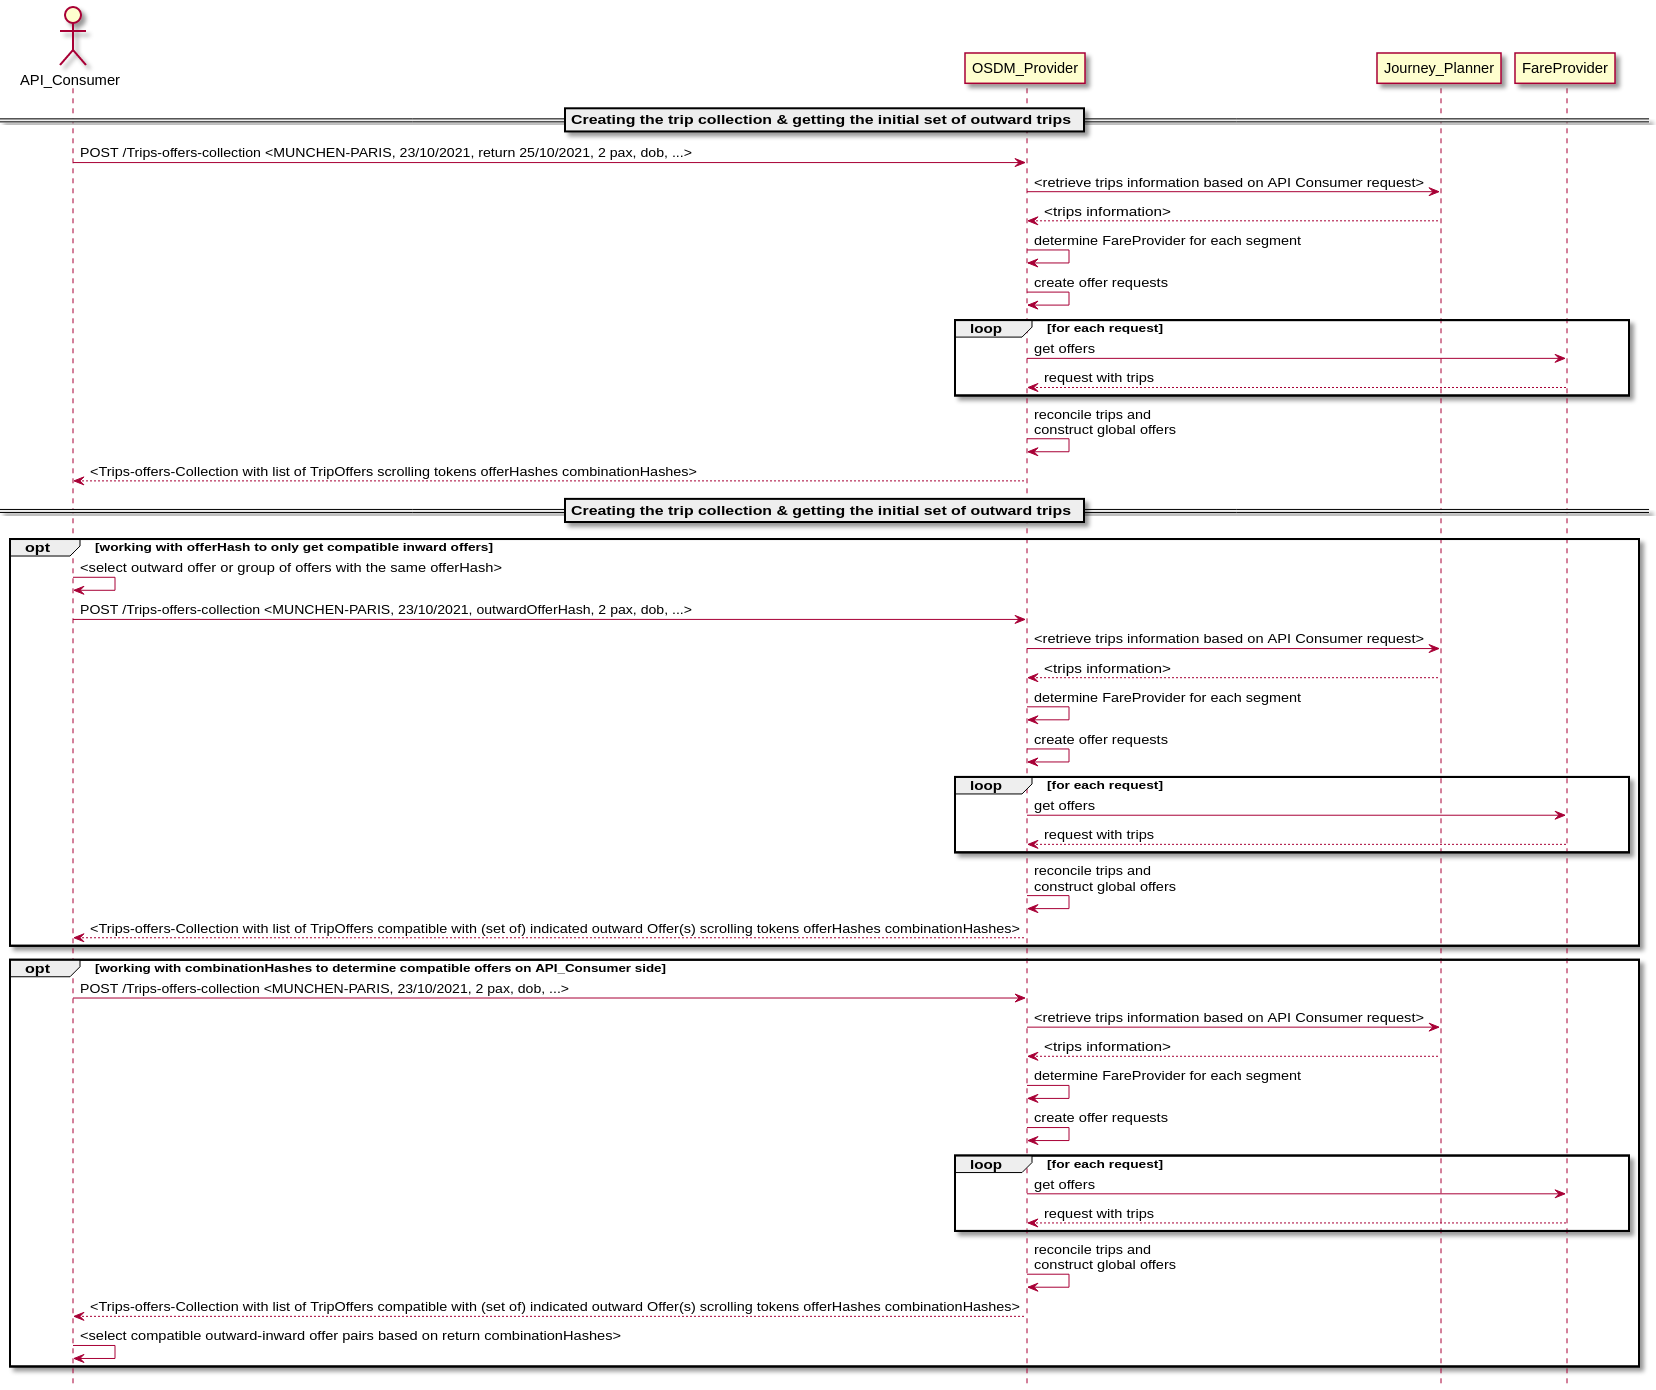 API_Consumer
OSDM_Provider
Journey_Planner
FareProvider
Creating the trip collection & getting the initial set of outward trips
POST /Trips-offers-collection <MUNCHEN-PARIS, 23/10/2021, return 25/10/2021, 2 pax, dob, ...>
<retrieve trips information based on API Consumer request>
<trips information>
determine FareProvider for each segment
create offer requests
loop
[for each request]
get offers
request with trips
reconcile trips and
construct global offers
<Trips-offers-Collection with list of TripOffers scrolling tokens offerHashes combinationHashes>
Creating the trip collection & getting the initial set of outward trips
opt
[working with offerHash to only get compatible inward offers]
<select outward offer or group of offers with the same offerHash>
POST /Trips-offers-collection <MUNCHEN-PARIS, 23/10/2021, outwardOfferHash, 2 pax, dob, ...>
<retrieve trips information based on API Consumer request>
<trips information>
determine FareProvider for each segment
create offer requests
loop
[for each request]
get offers
request with trips
reconcile trips and
construct global offers
<Trips-offers-Collection with list of TripOffers compatible with (set of) indicated outward Offer(s) scrolling tokens offerHashes combinationHashes>
opt
[working with combinationHashes to determine compatible offers on API_Consumer side]
POST /Trips-offers-collection <MUNCHEN-PARIS, 23/10/2021, 2 pax, dob, ...>
<retrieve trips information based on API Consumer request>
<trips information>
determine FareProvider for each segment
create offer requests
loop
[for each request]
get offers
request with trips
reconcile trips and
construct global offers
<Trips-offers-Collection with list of TripOffers compatible with (set of) indicated outward Offer(s) scrolling tokens offerHashes combinationHashes>
<select compatible outward-inward offer pairs based on return combinationHashes>